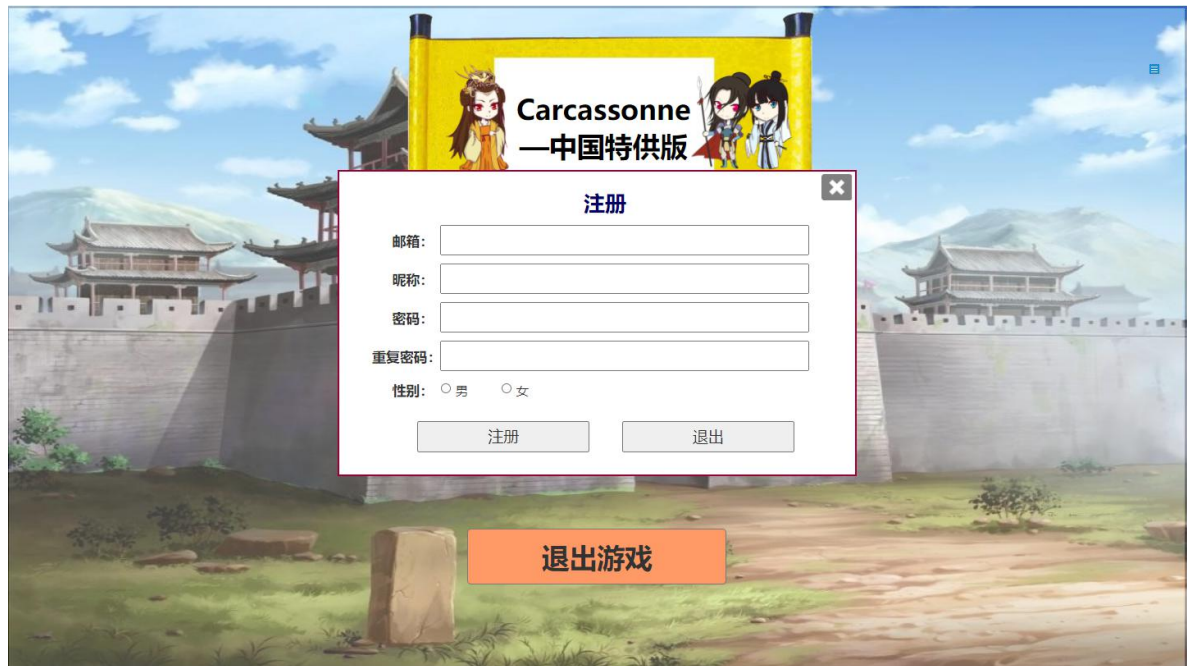 Carcassonne
—中国特供版
注册
邮箱：
昵称：
密码：
重复密码：
性别： 男 女
注册 退出
退出游戏